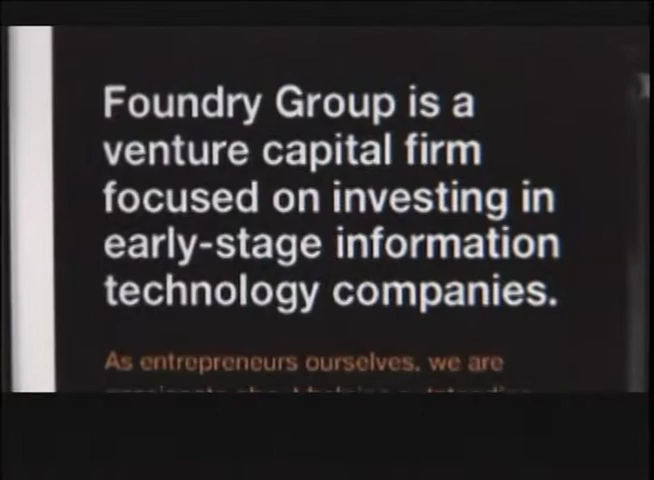 Foundry Group is a
venture capital firm
focused on investing in
early-stage information
technology companies.
As entrepreneurs ourselves, we are